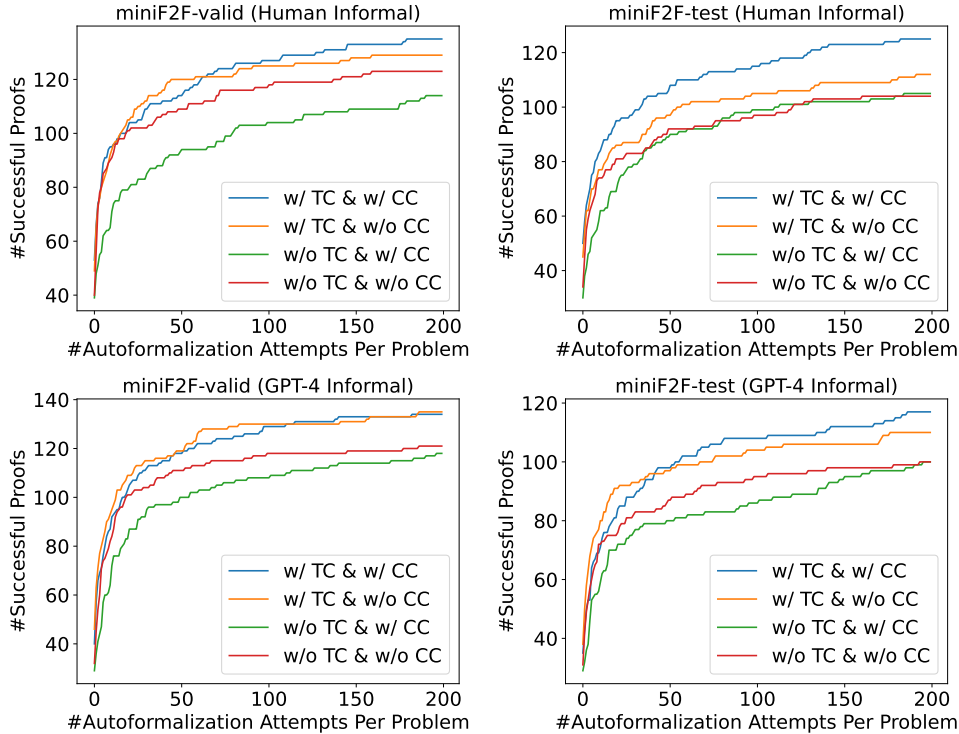 miniF2F-valid (Human Informal)
#Successful Proofs
120
100
80
60
40
w/ TC & w/ CC
w/ TC & w/o CC
w/o TC & w/ CC
w/o TC & w/o CC
0 50 100 150 200
#Autoformalization Attempts Per Problem
miniF2F-test (Human Informal)
#Successful Proofs
120
100
80
60
40
w/ TC & w/ CC
w/ TC & w/o CC
w/o TC & w/ CC
w/o TC & w/o CC
0 50 100 150 200
#Autoformalization Attempts Per Problem
miniF2F-valid (GPT-4 Informal)
#Successful Proofs
140
120
100
80
60
40
w/ TC & w/ CC
w/ TC & w/o CC
w/o TC & w/ CC
w/o TC & w/o CC
0 50 100 150 200
#Autoformalization Attempts Per Problem
miniF2F-test (GPT-4 Informal)
#Successful Proofs
120
100
80
60
40
w/ TC & w/ CC
w/ TC & w/o CC
w/o TC & w/ CC
w/o TC & w/o CC
0 50 100 150 200
#Autoformalization Attempts Per Problem